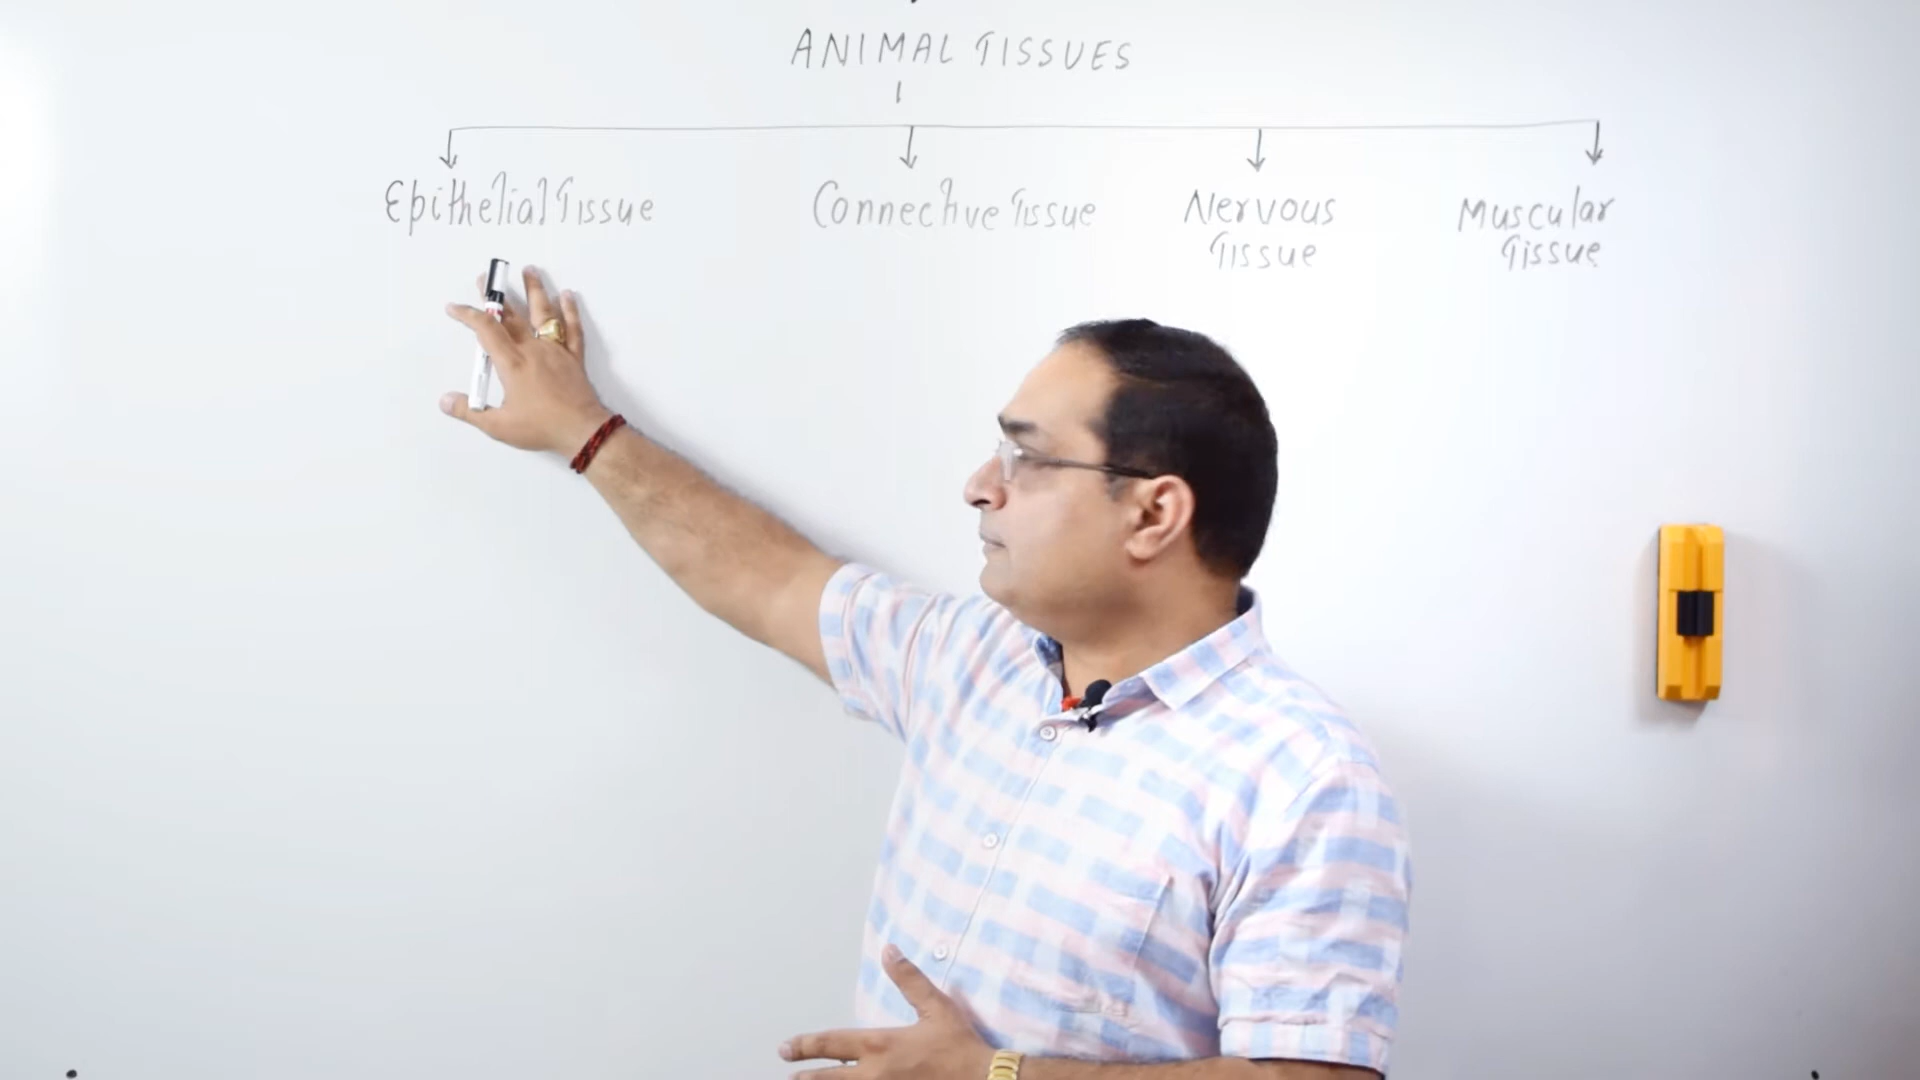 ANIMAL TISSUES
Epithelial Tissue
Connective Tissue
Nervous
Tissue
Muscular
Tissue